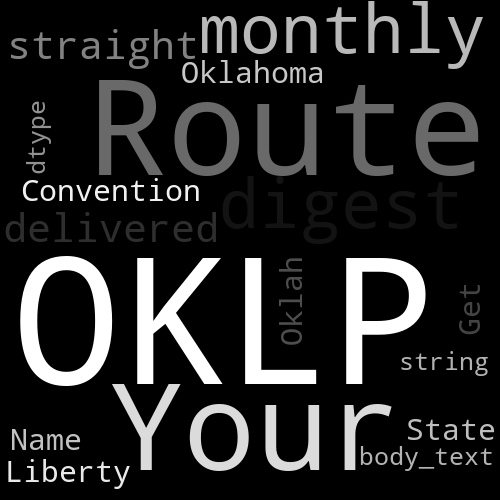 straight monthly
Oklahoma
Route
dtype
Convention
digest
delivered
OKLP
Oklah
Get
string
Your
State
Name
body_text
Liberty